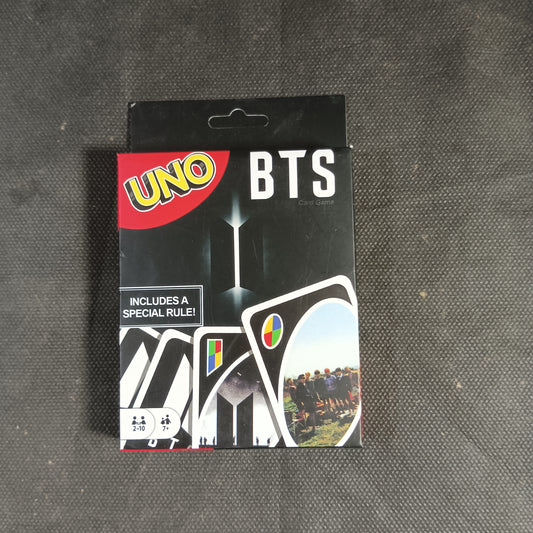 UNO
BTS
Card Game
INCLUDES A
SPECIAL RULE!
2-10
7+